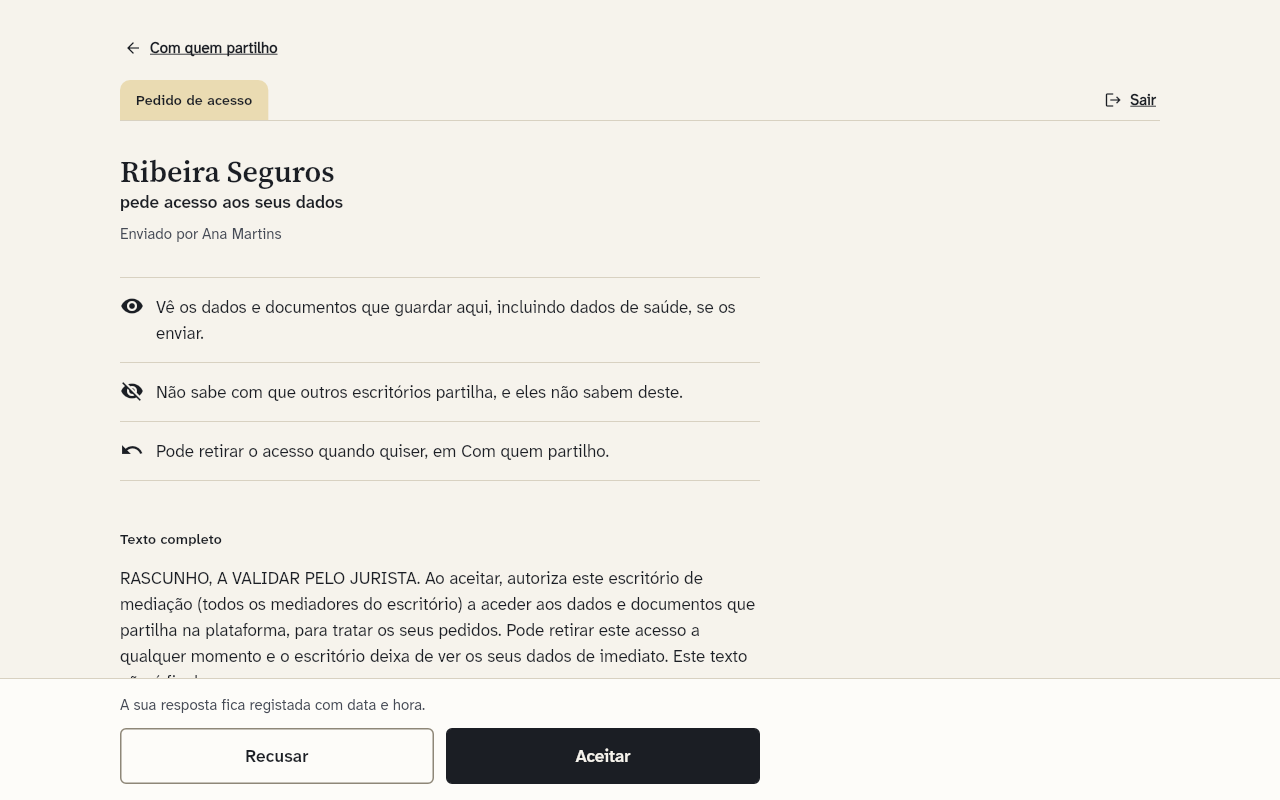 Com quem partilho
Pedido de acesso
Sair
Ribeira Seguros
pede acesso aos seus dados
Enviado por Ana Martins
Vê os dados e documentos que guardar aqui, incluindo dados de saúde, se os
enviar.
Não sabe com que outros escritórios partilha, e eles não sabem deste.
Pode retirar o acesso quando quiser, em Com quem partilho.
Texto completo
RASCUNHO, A VALIDAR PELO JURISTA. Ao aceitar, autoriza este escritório de
mediação (todos os mediadores do escritório) a aceder aos dados e documentos que
partilha na plataforma, para tratar os seus pedidos. Pode retirar este acesso a
qualquer momento e o escritório deixa de ver os seus dados de imediato. Este texto
A sua resposta fica registada com data e hora.
Recusar
Aceitar